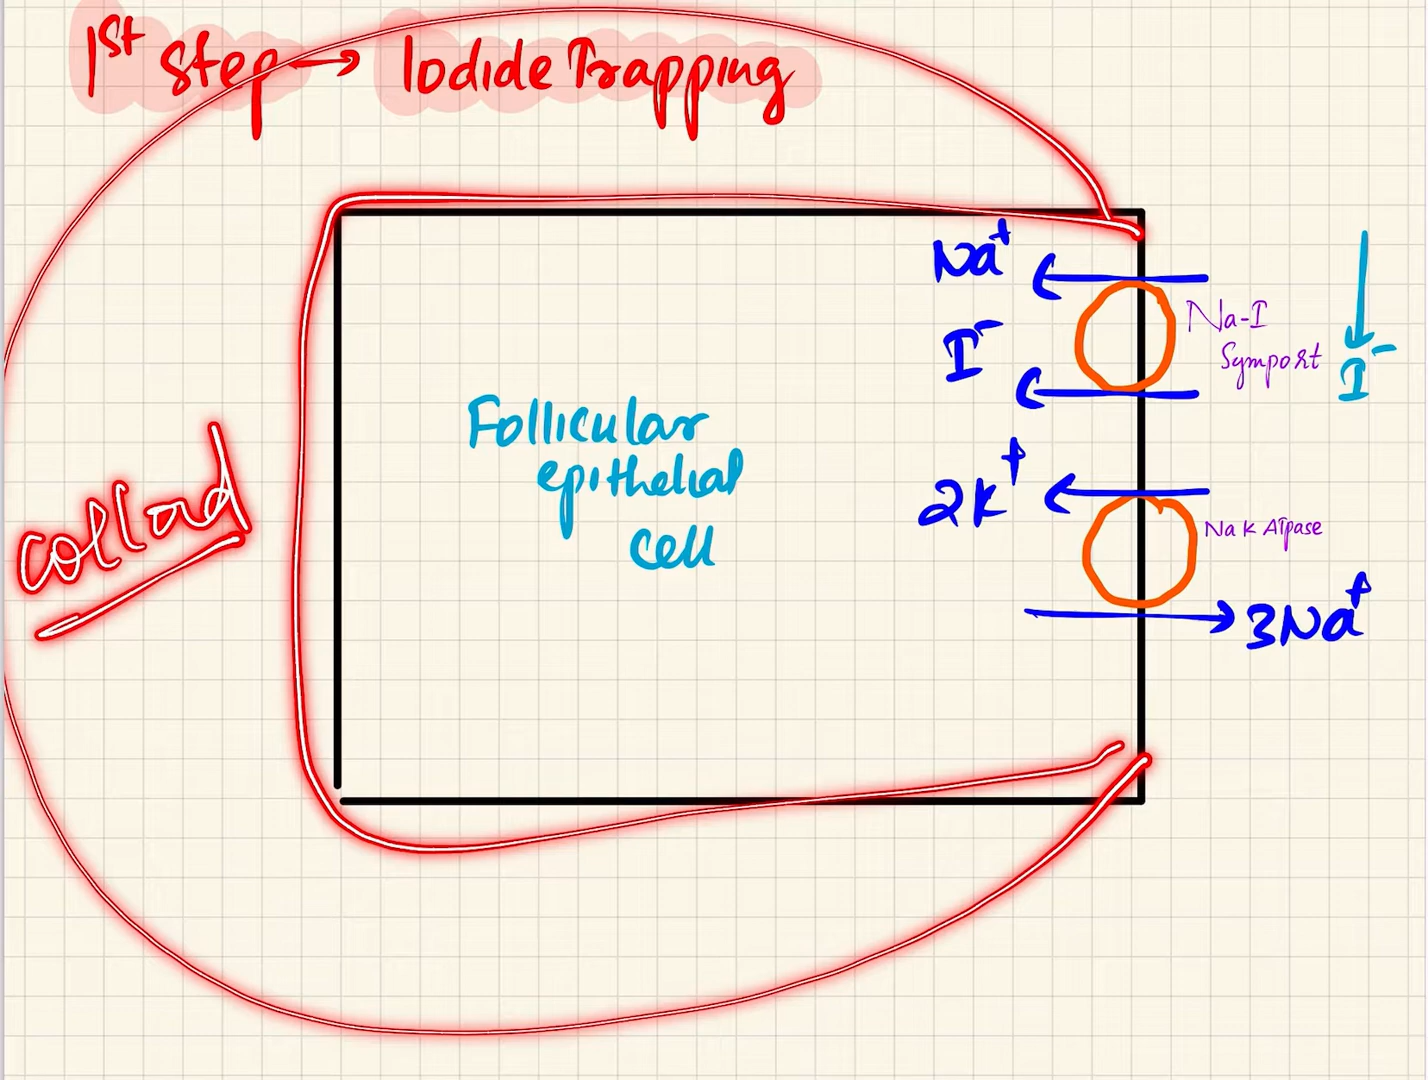 1st step → Iodide Trapping
Na+
I-
Na-I
Symport
I-
Follicular
epithelial
cell
2K+
Na K ATpase
3Na+
colloid